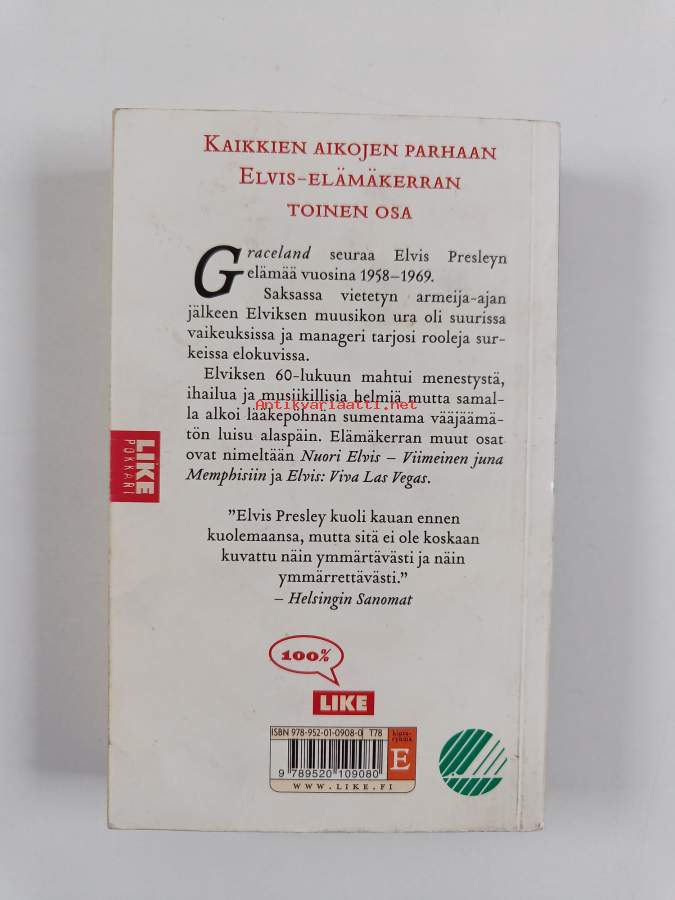 KAIKKIEN AIKOJEN PARHAAN
ELVIS-ELÄMÄKERRAN
TOINEN OSA
Graceland seuraa Elvis Presleyn
elämää vuosina 1958–1969.
Saksassa vietetyn armeija-ajan
jälkeen Elviksen muusikon ura oli suurissa
vaikeuksissa ja manageri tarjosi rooleja sur-
keissa elokuvissa.
Elviksen 60-lukuun mahtui menestystä,
ihailua ja musiikillisia helmiä mutta samal-
Antikvariaatti.net
la alkoi lääkepöhnän sumentama vääjäämä-
tön luisu alaspäin. Elämäkerran muut osat
ovat nimeltään Nuori Elvis – Viimeinen juna
Memphisiin ja Elvis: Viva Las Vegas.
LIKE
POKKARI
”Elvis Presley kuoli kauan ennen
kuolemaansa, mutta sitä ei ole koskaan
kuvattu näin ymmärtävästi ja näin
ymmärrettävästi.”
– Helsingin Sanomat
100%
LIKE
ISBN 978-952-01-0908-0 T78
kirja-
ryhmä
E
9 789520 109080
WWW.LIKE.FI